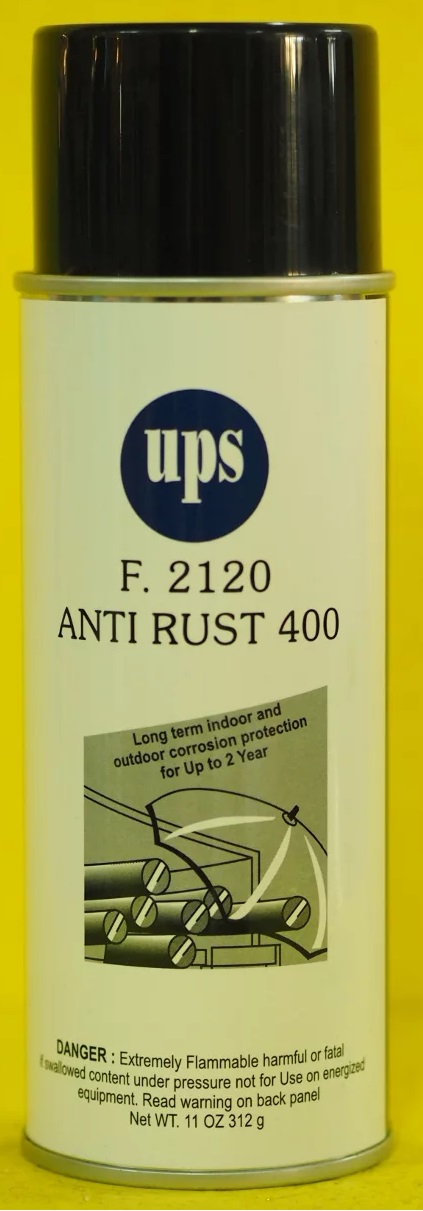 ups
F. 2120
ANTI RUST 400
Long term indoor and
outdoor corrosion protection
for Up to 2 Year
DANGER : Extremely Flammable harmful or fatal
if swallowed content under pressure not for Use on energized
equipment. Read warning on back panel
Net WT. 11 OZ 312 g